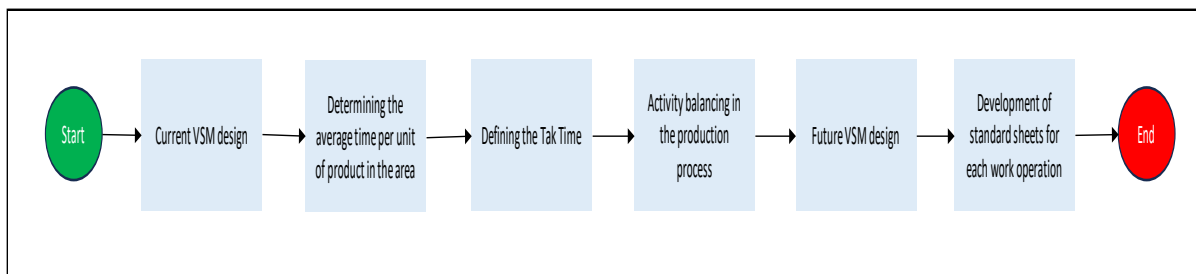 Start
Current VSM design
Determining the
average time per unit
of product in the area
Defining the Tak Time
Activity balancing in
the production
process
Future VSM design
Development of
standard sheets for
each work operation
End